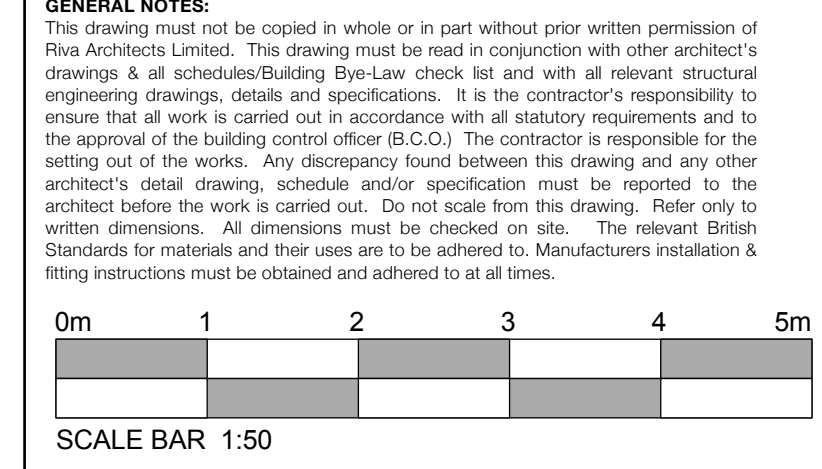 GENERAL NOTES:
This drawing must not be copied in whole or in part without prior written permission of
Riva Architects Limited. This drawing must be read in conjunction with other architect's
drawings & all schedules/Building Bye-Law check list and with all relevant structural
engineering drawings, details and specifications. It is the contractor's responsibility to
ensure that all work is carried out in accordance with all statutory requirements and to
the approval of the building control officer (B.C.O.) The contractor is responsible for the
setting out of the works. Any discrepancy found between this drawing and any other
architect's detail drawing, schedule and/or specification must be reported to the
architect before the work is carried out. Do not scale from this drawing. Refer only to
written dimensions. All dimensions must be checked on site. The relevant British
Standards for materials and their uses are to be adhered to. Manufacturers installation &
fitting instructions must be obtained and adhered to at all times.
0m 1 2 3 4 5m
SCALE BAR 1:50